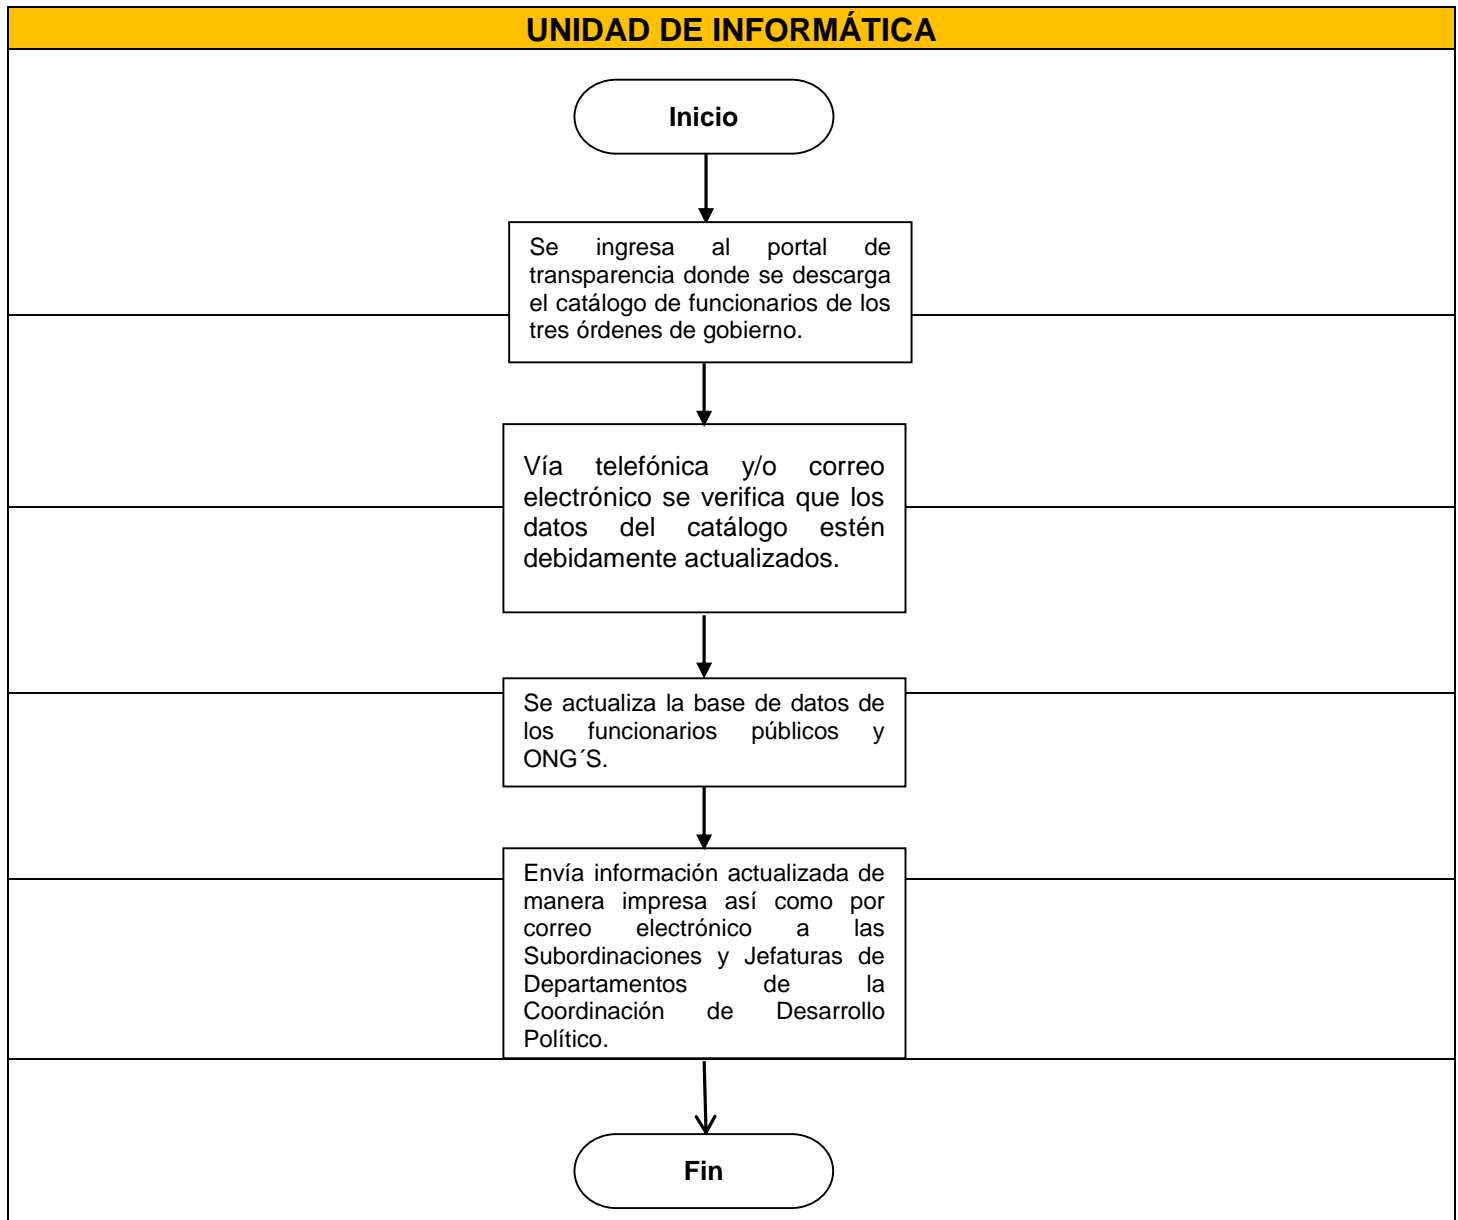 UNIDAD DE INFORMÁTICA
Inicio
Se ingresa al portal de
transparencia donde se descarga
el catálogo de funcionarios de los
tres órdenes de gobierno.
Vía telefónica y/o correo
electrónico se verifica que los
datos del catálogo estén
debidamente actualizados.
Se actualiza la base de datos de
los funcionarios públicos y
ONG´S.
Envía información actualizada de
manera impresa así como por
correo electrónico a las
Subordinaciones y Jefaturas de
Departamentos de la
Coordinación de Desarrollo
Político.
Fin